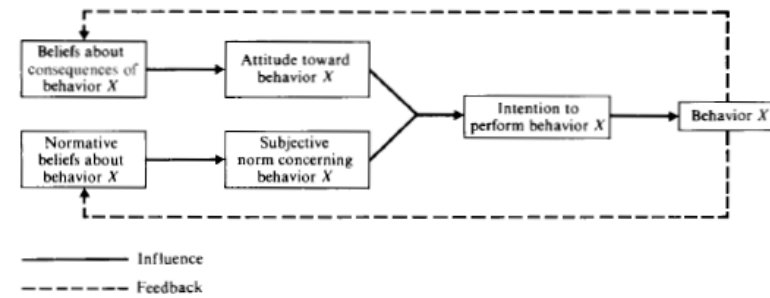 Beliefs about
consequences of
behavior X
Attitude toward
behavior X
Intention to
perform behavior X
Behavior X
Normative
beliefs about
behavior X
Subjective
norm concerning
behavior X
Influence
Feedback